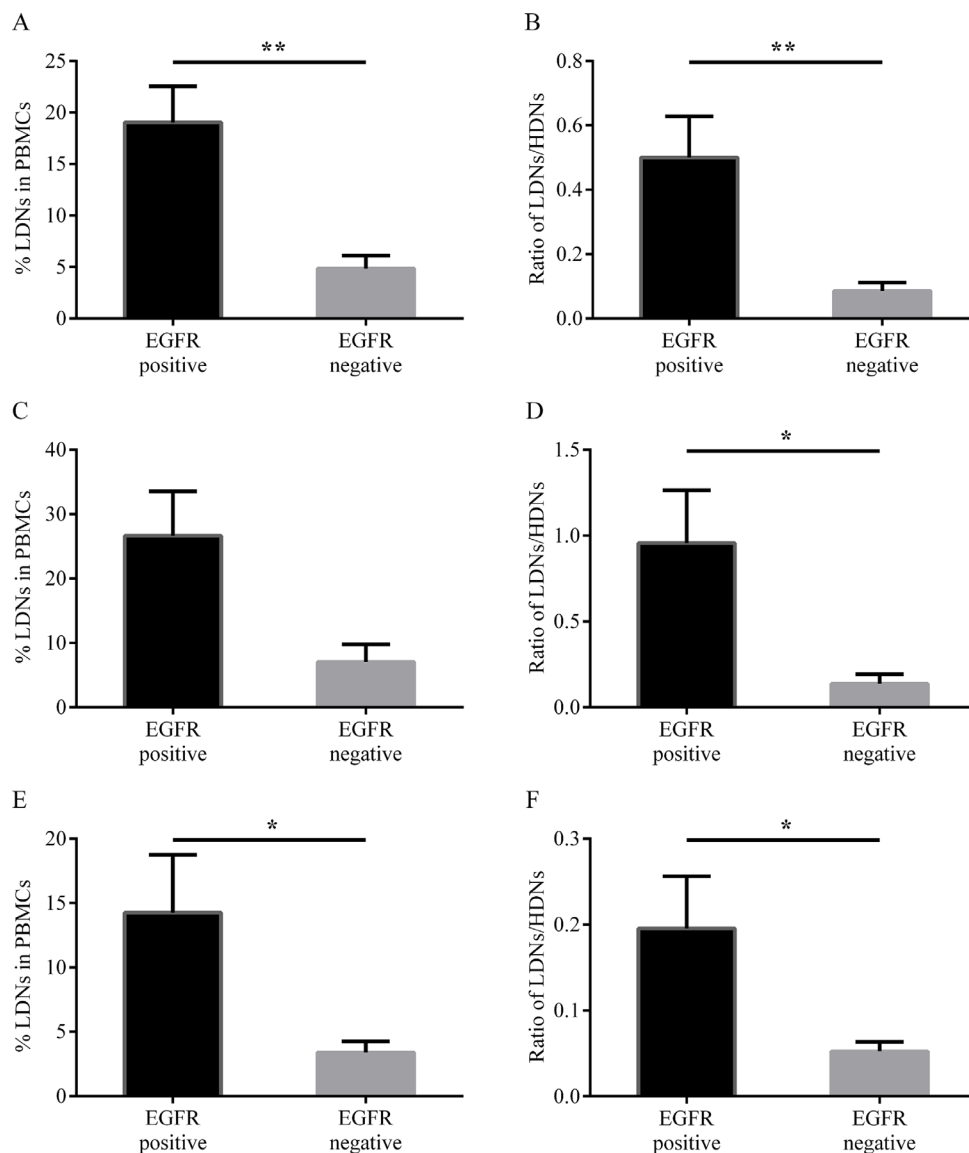 A
**
25
20
15
10
5
0
% LDNs in PBMCs
EGFR
positive
EGFR
negative
B
**
0.8
0.6
0.4
0.2
0.0
Ratio of LDNs/HDNs
EGFR
positive
EGFR
negative
C
40
30
20
10
0
% LDNs in PBMCs
EGFR
positive
EGFR
negative
D
*
1.5
1.0
0.5
0.0
Ratio of LDNs/HDNs
EGFR
positive
EGFR
negative
E
*
20
15
10
5
0
% LDNs in PBMCs
EGFR
positive
EGFR
negative
F
*
0.3
0.2
0.1
0.0
Ratio of LDNs/HDNs
EGFR
positive
EGFR
negative